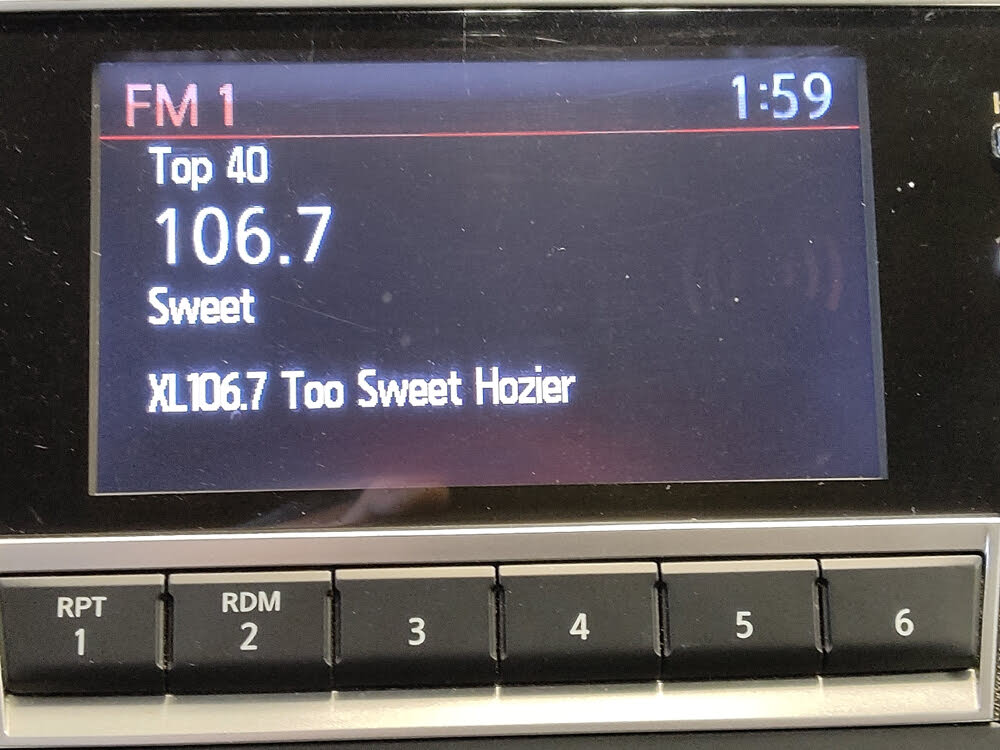 FM 1 1:59
Top 40
106.7
Sweet
XL106.7 Too Sweet Hozier
RPT RDM
1 2 3 4 5 6